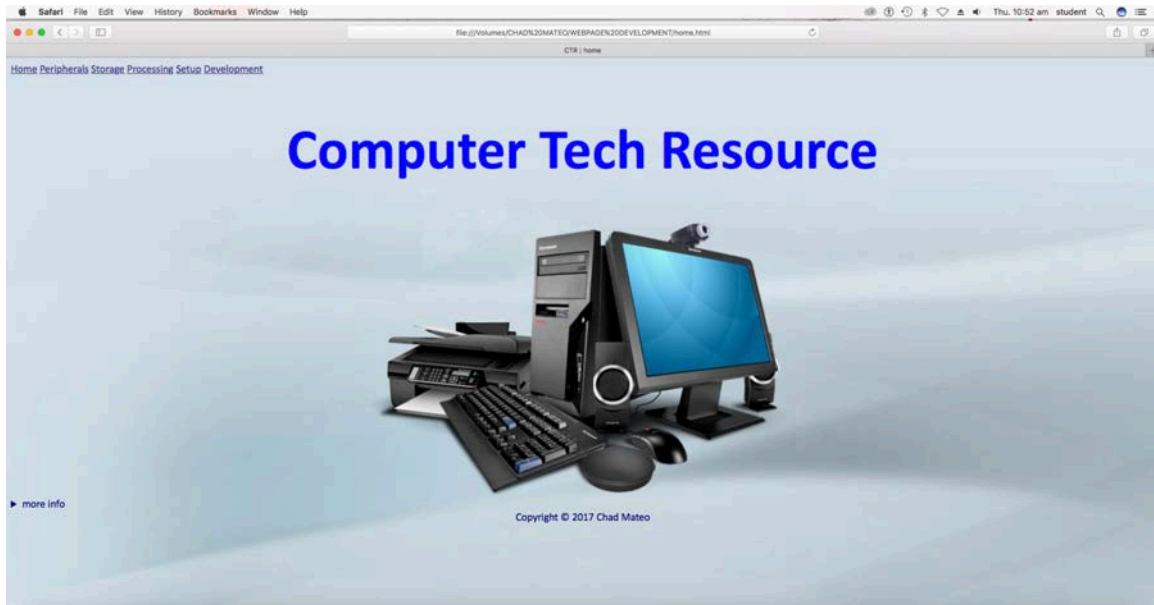 Safari File Edit View History Bookmarks Window Help Thu. 10:52 am student
file:///Volumes/CHAD%20MATEO/WEBPAGE%20DEVELOPMENT/home.html
CTR | home
Home Peripherals Storage Processing Setup Development
Computer Tech Resource
▶ more info
Copyright © 2017 Chad Mateo